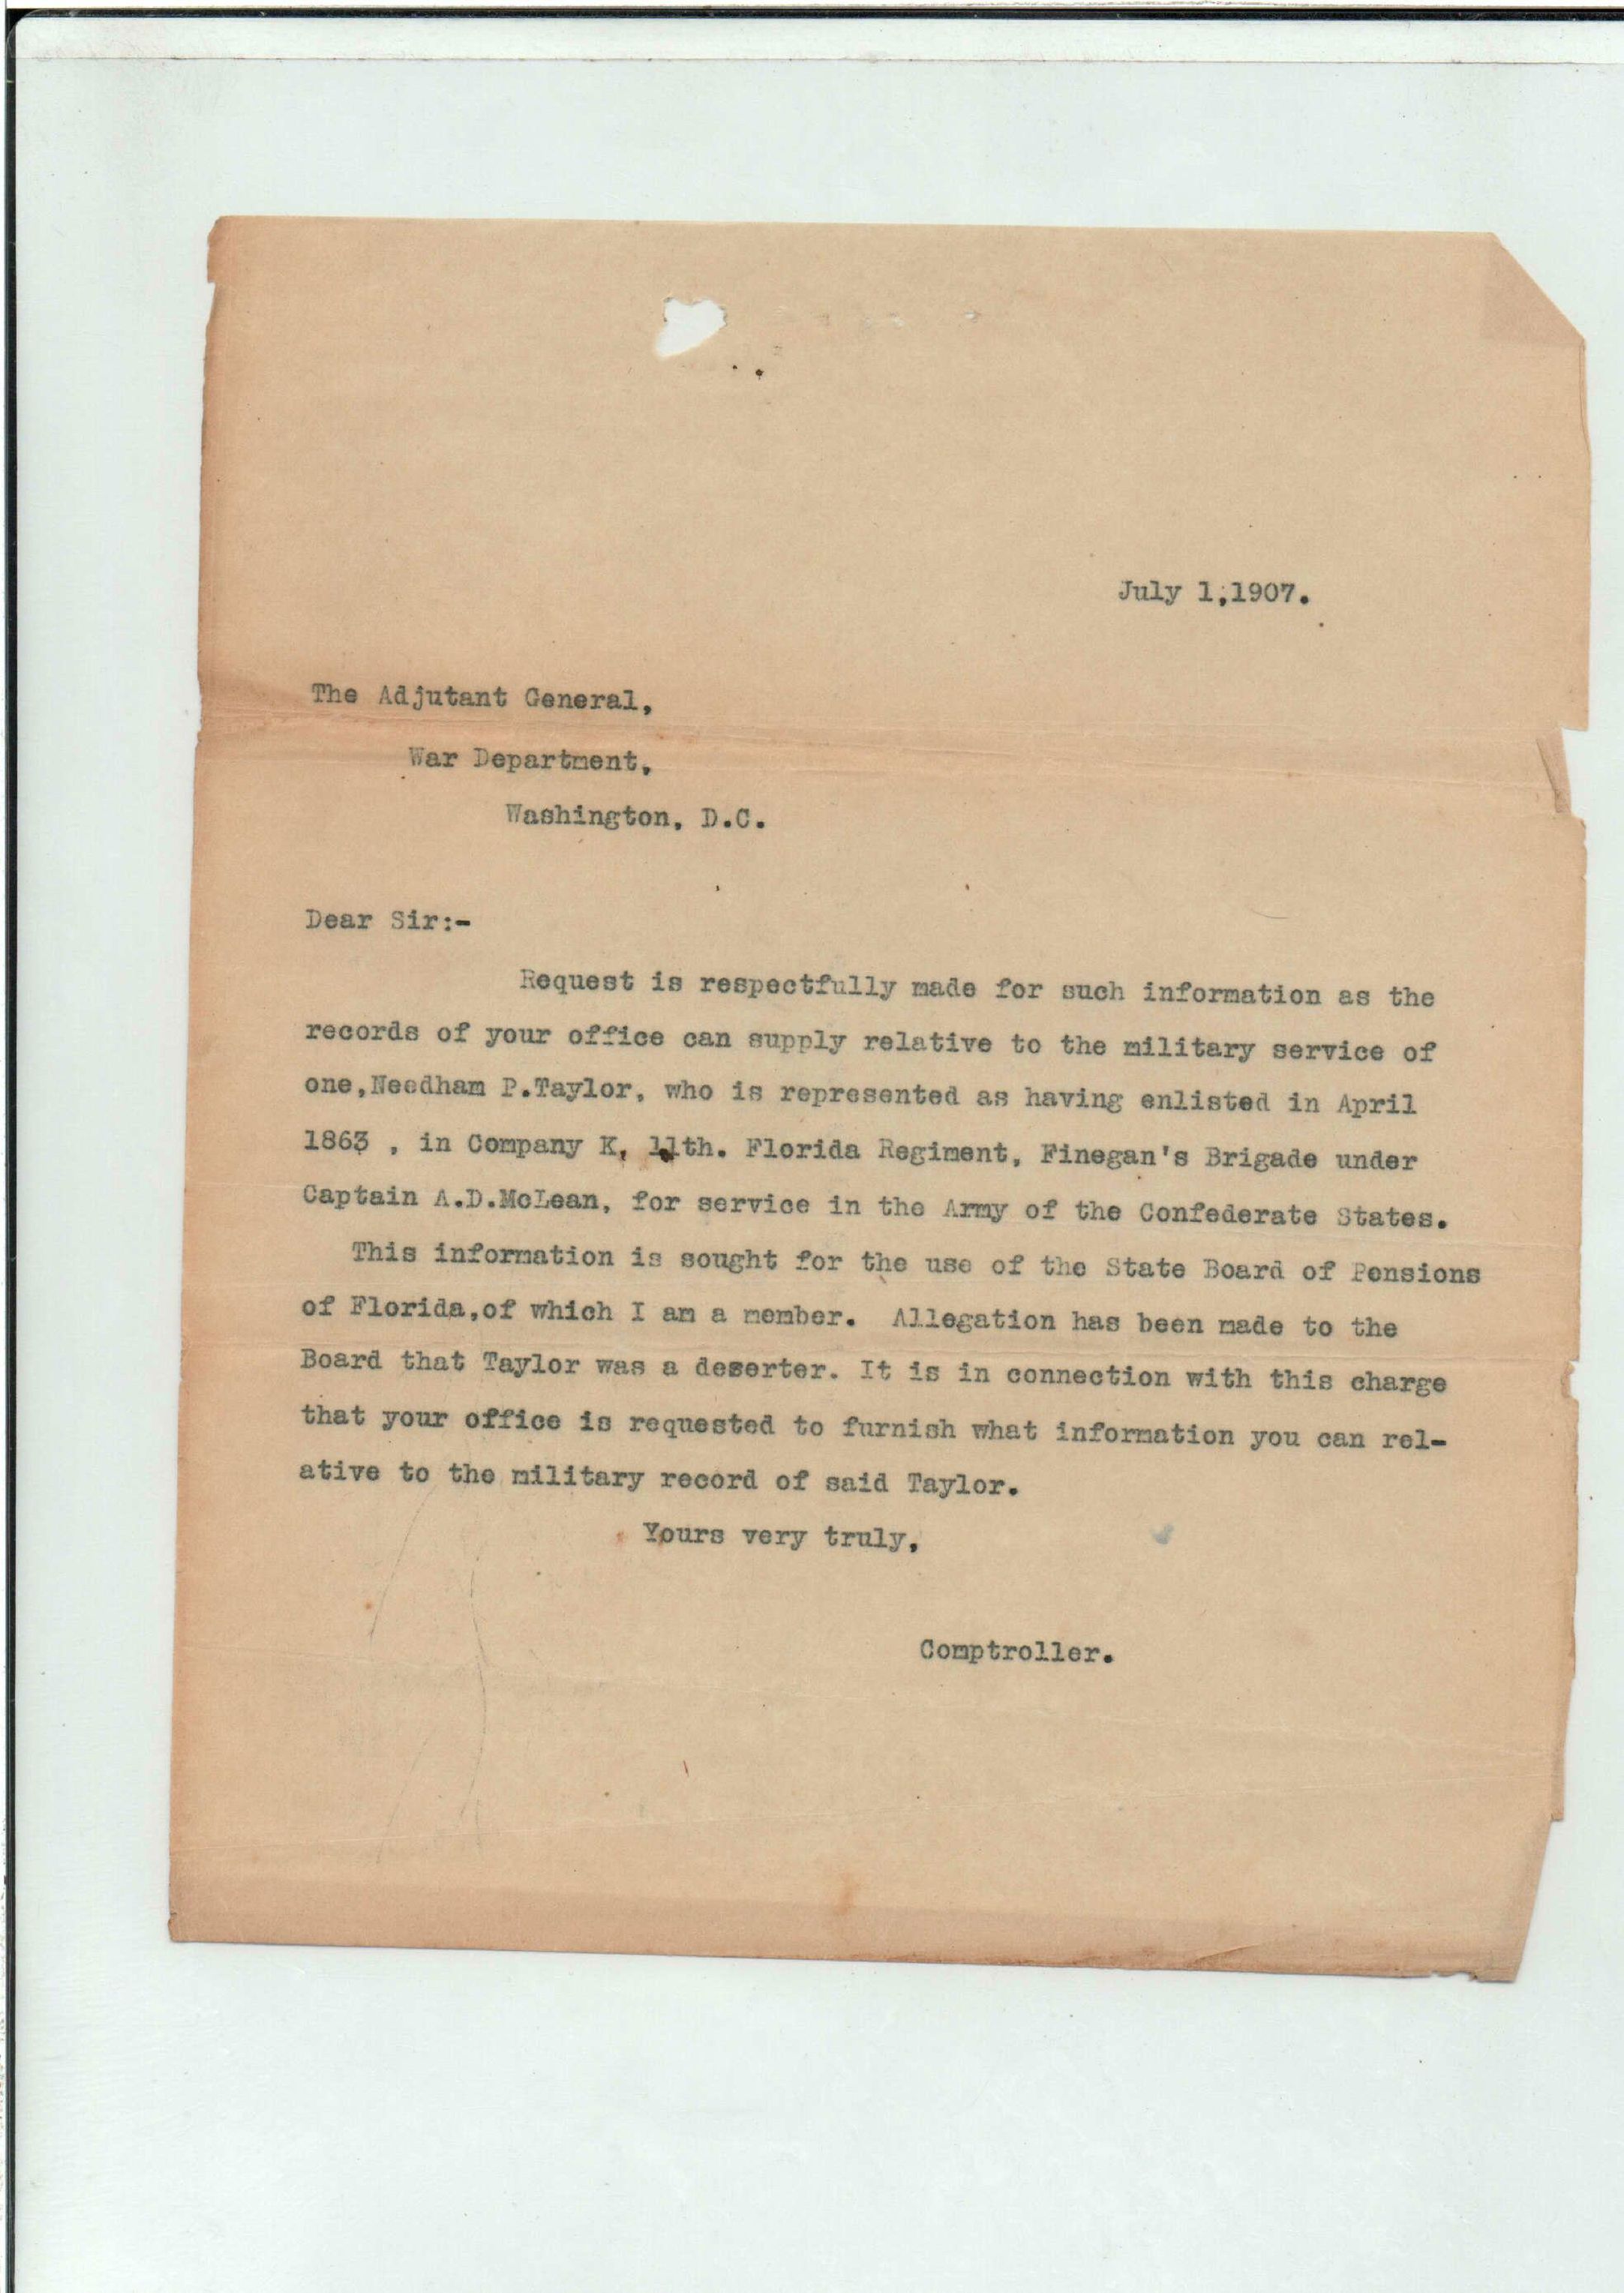 July 1,1907.
The Adjutant General,
War Department,
Washington, D.C.
Dear Sir:-
Request is respectfully made for such information as the
records of your office can supply relative to the military service of
one,Needham P.Taylor, who is represented as having enlisted in April
1863 , in Company K, 11th. Florida Regiment, Finegan's Brigade under
Captain A.D.McLean, for service in the Army of the Confederate States.
This information is sought for the use of the State Board of Pensions
of Florida,of which I am a member. Allegation has been made to the
Board that Taylor was a deserter. It is in connection with this charge
that your office is requested to furnish what information you can rel-
ative to the military record of said Taylor.
Yours very truly,
Comptroller.